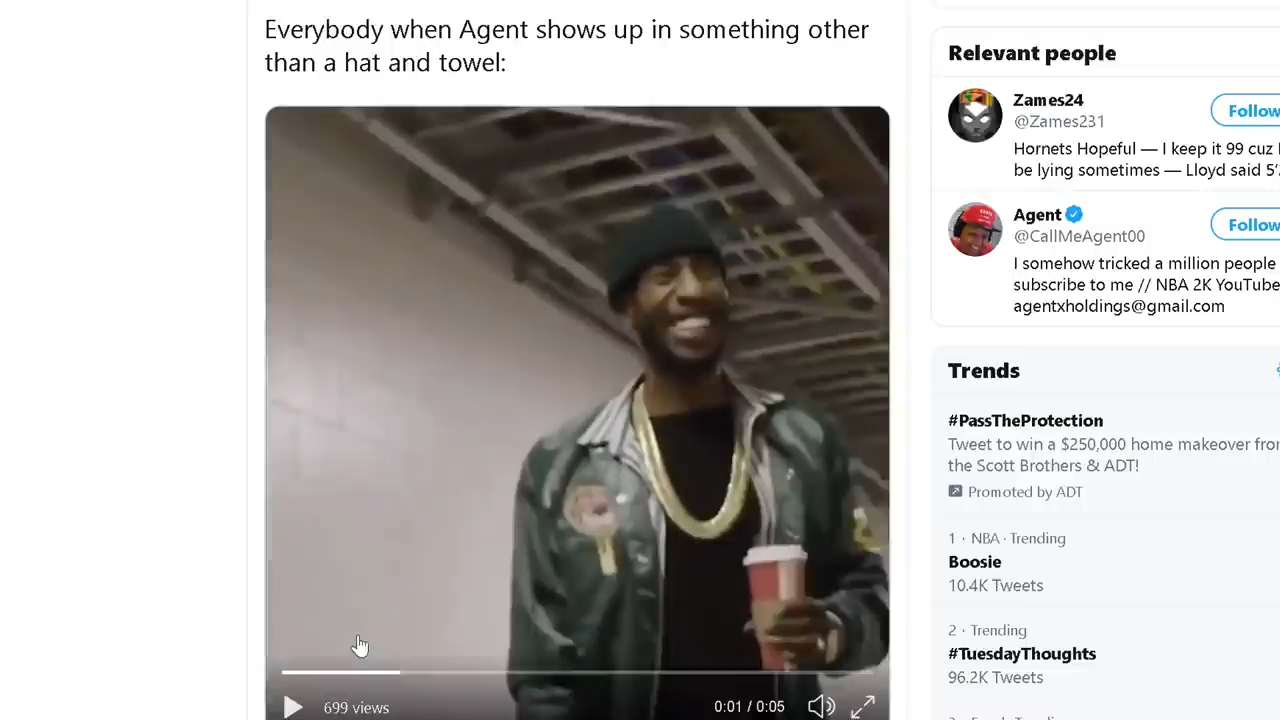 Everybody when Agent shows up in something other
than a hat and towel:
699 views
0:01 / 0:05
Relevant people
Zames24
@Zames231
Follow
Hornets Hopeful — I keep it 99 cuz
be lying sometimes — Lloyd said
Agent
@CallMeAgent00
Follow
I somehow tricked a million people
subscribe to me // NBA 2K YouTube
agentxholdings@gmail.com
Trends
#PassTheProtection
Tweet to win a $250,000 home makeover
the Scott Brothers & ADT!
Promoted by ADT
1 · NBA · Trending
Boosie
10.4K Tweets
2 · Trending
#TuesdayThoughts
96.2K Tweets